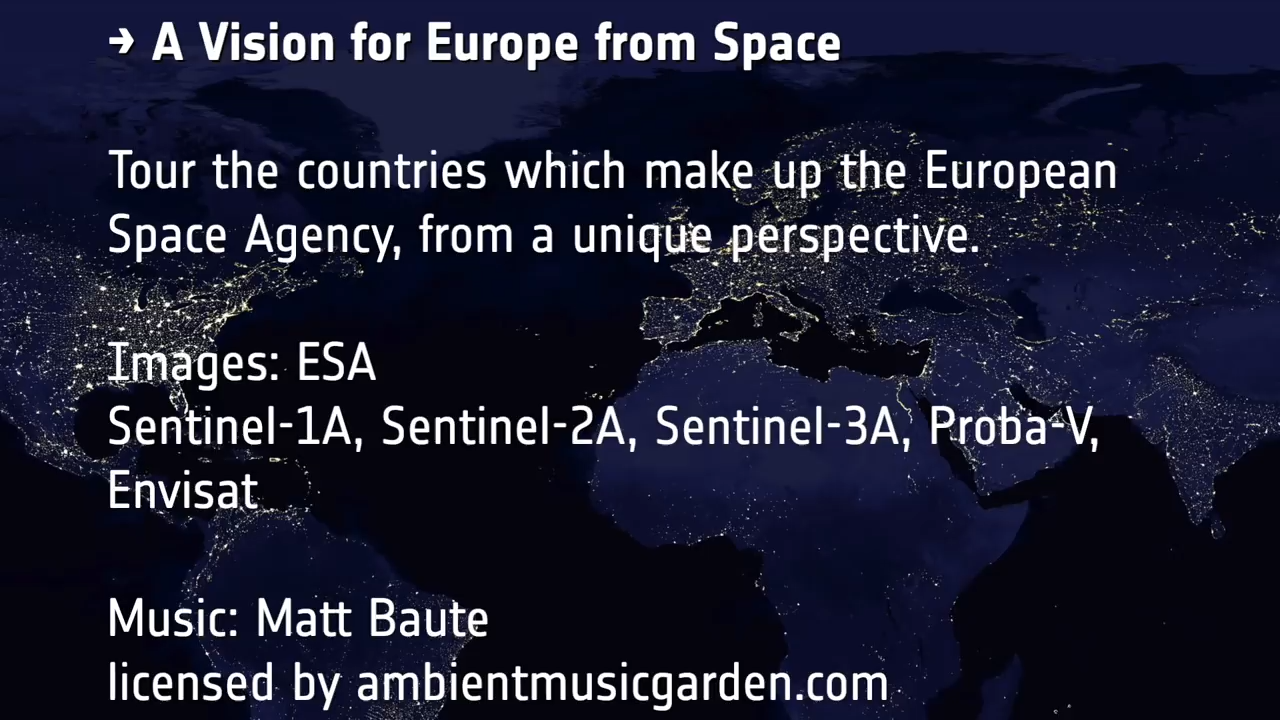 → A Vision for Europe from Space
Tour the countries which make up the European
Space Agency, from a unique perspective.
Images: ESA
Sentinel-1A, Sentinel-2A, Sentinel-3A, Proba-V,
Envisat
Music: Matt Baute
licensed by ambientmusicgarden.com